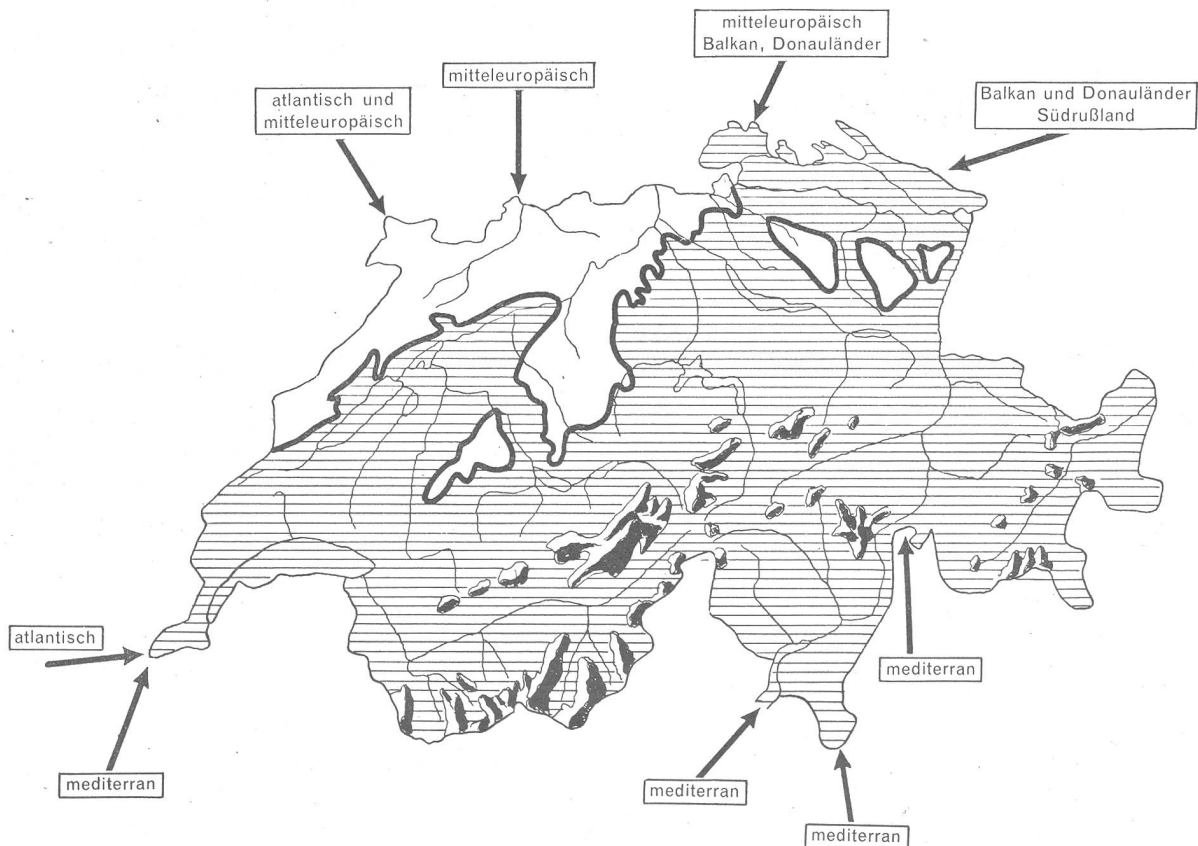 mitteleuropäisch
Balkan, Donauländer
mitteleuropäisch
atlantisch und
mitteleuropäisch
Balkan und Donauländer
Südrußland
atlantisch
mediterran
mediterran
mediterran
mediterran